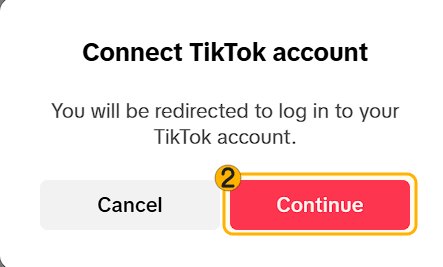 Connect TikTok account
You will be redirected to log in to your
TikTok account.
2
Cancel
Continue